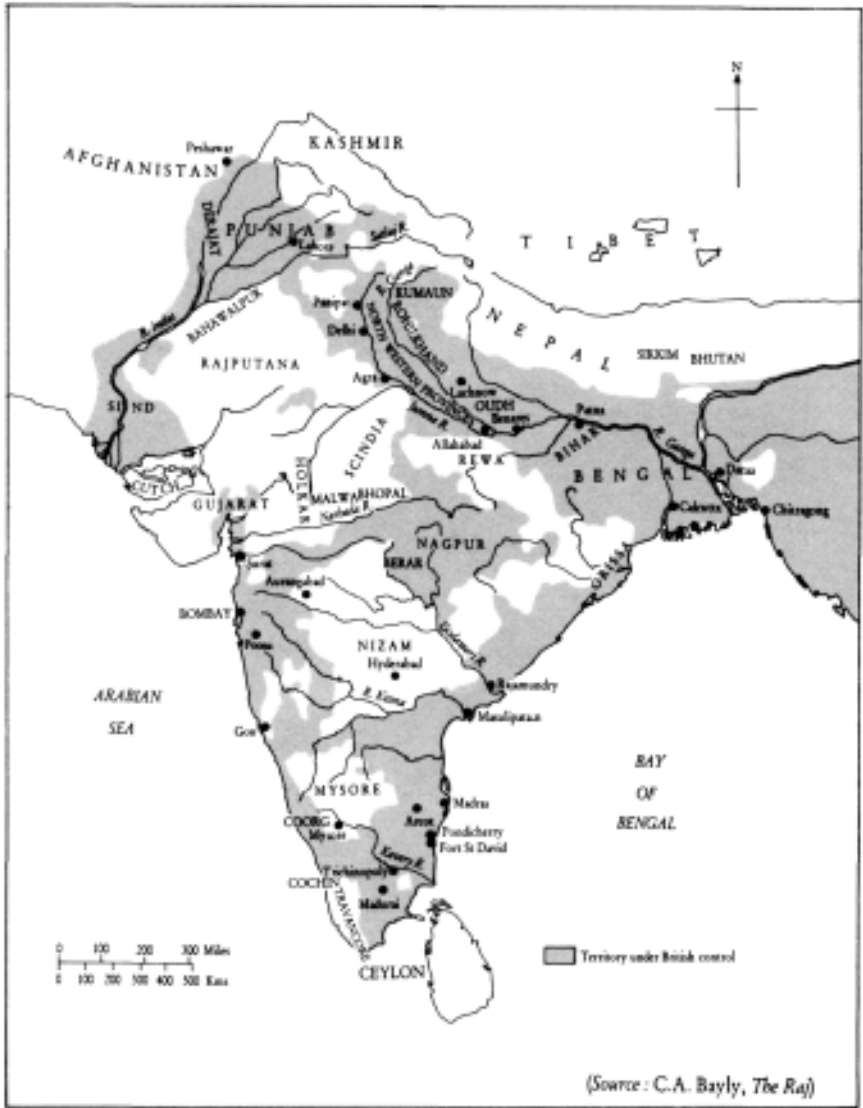 N
KASHMIR
Peshawar
AFGHANISTAN
DERAJAT
PUNJAB
Lahore
Sutlej R.
TIBET
BAHAWALPUR
R. Indus
Panipat
KUMAUN
Delhi
NORTH WESTERN PROVINCES
NEPAL
SIKKIM
BHUTAN
RAJPUTANA
Agra
Lucknow
OUDH
SIND
Benares
Patna
R. Ganges
Allahabad
REWA
BIHAR
SCINDIA
HOLKAR
CUTCH
BENGAL
Dacca
GUJARAT
MALWA
BHOPAL
Narbada R.
Calcutta
Chittagong
NAGPUR
Surat
BERAR
ORISSA
Aurangabad
BOMBAY
Poona
NIZAM
Hyderabad
Godavari R.
R. Kistna
Rajamundry
Masulipatam
ARABIAN
SEA
Goa
BAY
OF
BENGAL
MYSORE
Madras
Arcot
COORG
Mysore
Pondicherry
Fort St David
Kavery R.
Trichinopoly
COCHIN
TRAVANCORE
Madurai
0 100 200 300 Miles
0 100 200 300 400 500 Kms
CEYLON
Territory under British control
(Source : C.A. Bayly, The Raj)